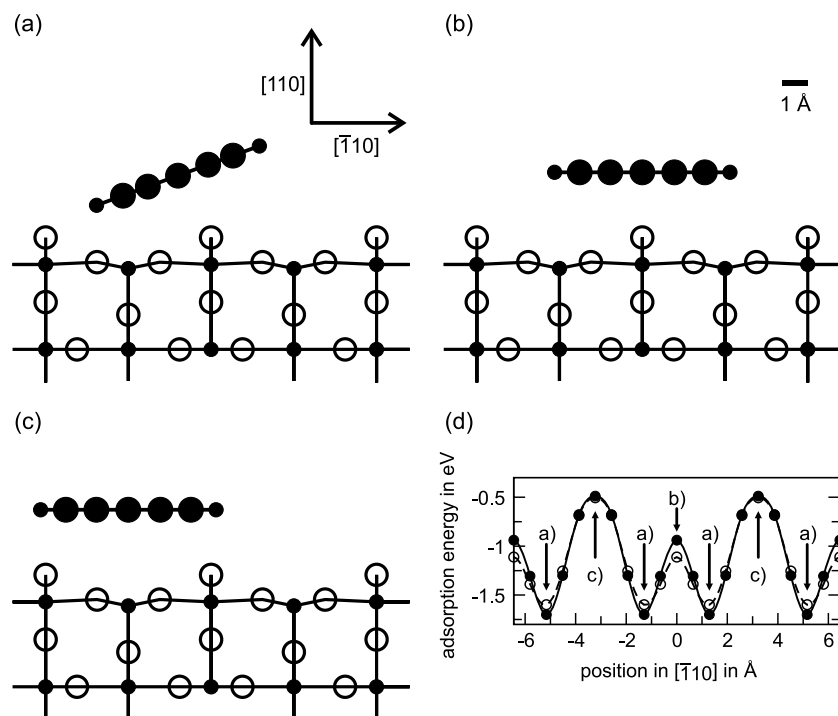 (a)
[110]
[1̅10]
(b)
1 Å
(c)
(d)
adsorption energy in eV
-0.5
-1
-1.5
a)
a)
b)
a)
a)
c)
c)
-6
-4
-2
0
2
4
6
position in [1̅10] in Å